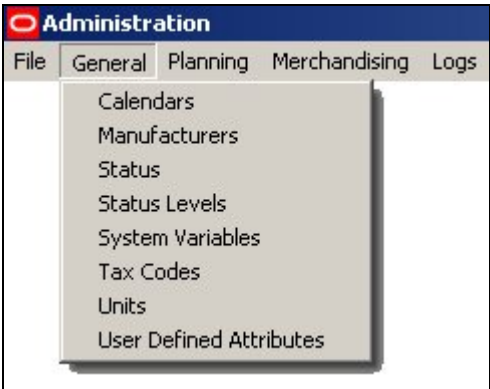 Administration
File General Planning Merchandising Logs
Calendars
Manufacturers
Status
Status Levels
System Variables
Tax Codes
Units
User Defined Attributes